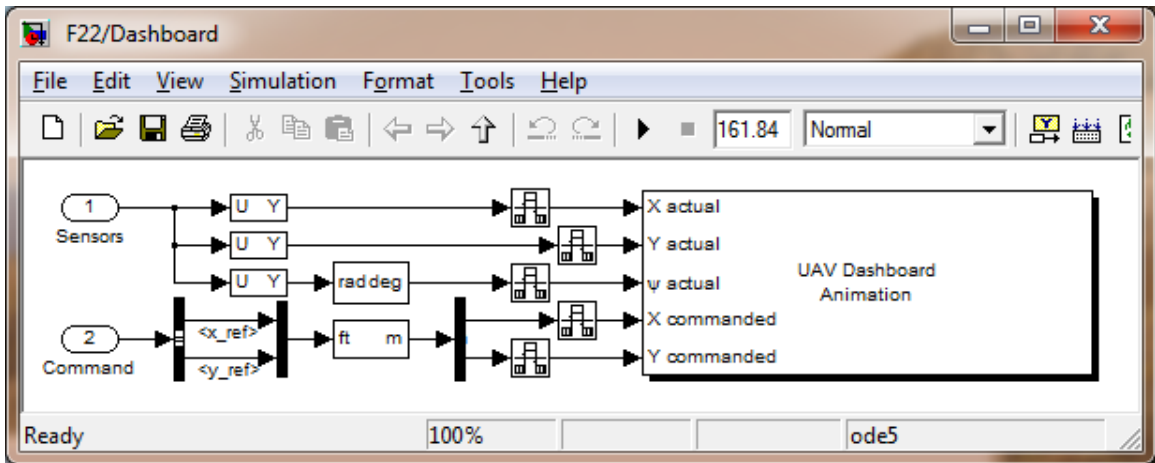 F22/Dashboard
File Edit View Simulation Format Tools Help
161.84 Normal
1
Sensors
U Y
U Y
U Y
rad deg
2
Command
<x_ref>
<y_ref>
ft m
X actual
Y actual
ψ actual
X commanded
Y commanded
UAV Dashboard
Animation
Ready 100% ode5